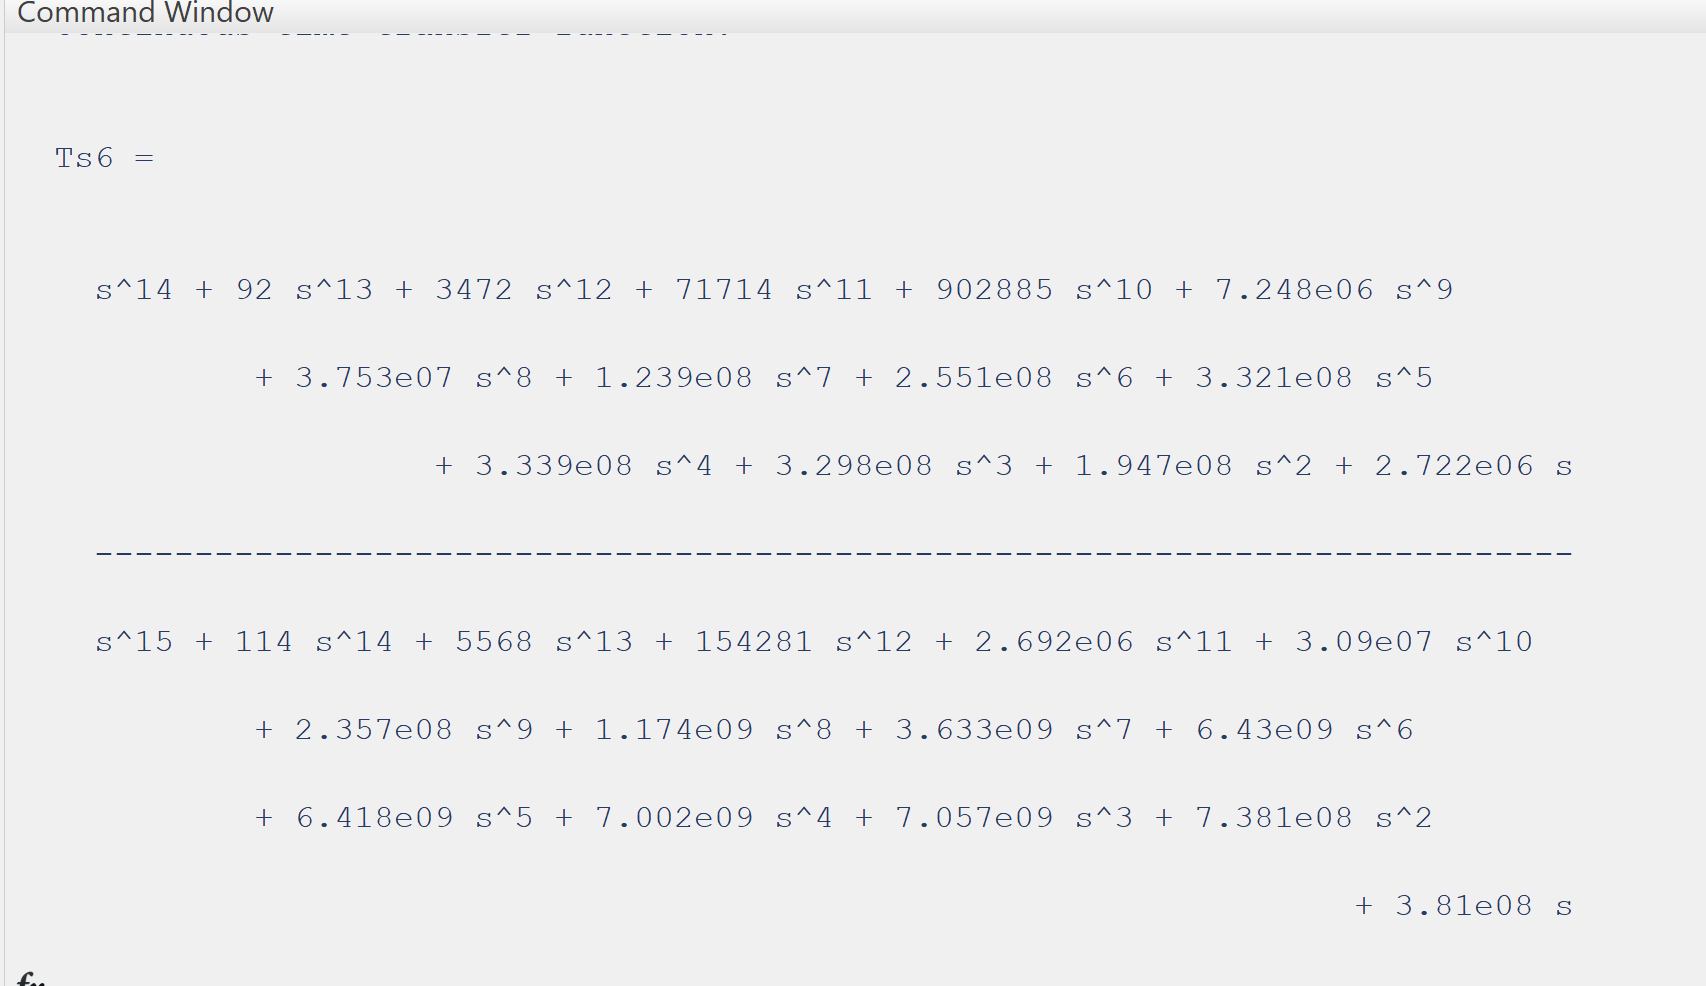 Command Window
Ts6 =
s^14 + 92 s^13 + 3472 s^12 + 71714 s^11 + 902885 s^10 + 7.248e06 s^9
+ 3.753e07 s^8 + 1.239e08 s^7 + 2.551e08 s^6 + 3.321e08 s^5
+ 3.339e08 s^4 + 3.298e08 s^3 + 1.947e08 s^2 + 2.722e06 s
--------------------------------------------------------------------------
s^15 + 114 s^14 + 5568 s^13 + 154281 s^12 + 2.692e06 s^11 + 3.09e07 s^10
+ 2.357e08 s^9 + 1.174e09 s^8 + 3.633e09 s^7 + 6.43e09 s^6
+ 6.418e09 s^5 + 7.002e09 s^4 + 7.057e09 s^3 + 7.381e08 s^2
+ 3.81e08 s